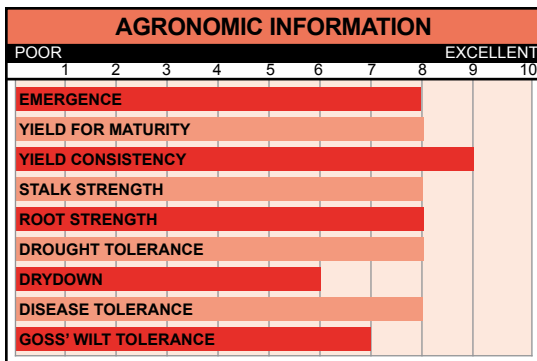 AGRONOMIC INFORMATION
POOR EXCELLENT
1 2 3 4 5 6 7 8 9 10
EMERGENCE
YIELD FOR MATURITY
YIELD CONSISTENCY
STALK STRENGTH
ROOT STRENGTH
DROUGHT TOLERANCE
DRYDOWN
DISEASE TOLERANCE
GOSS' WILT TOLERANCE